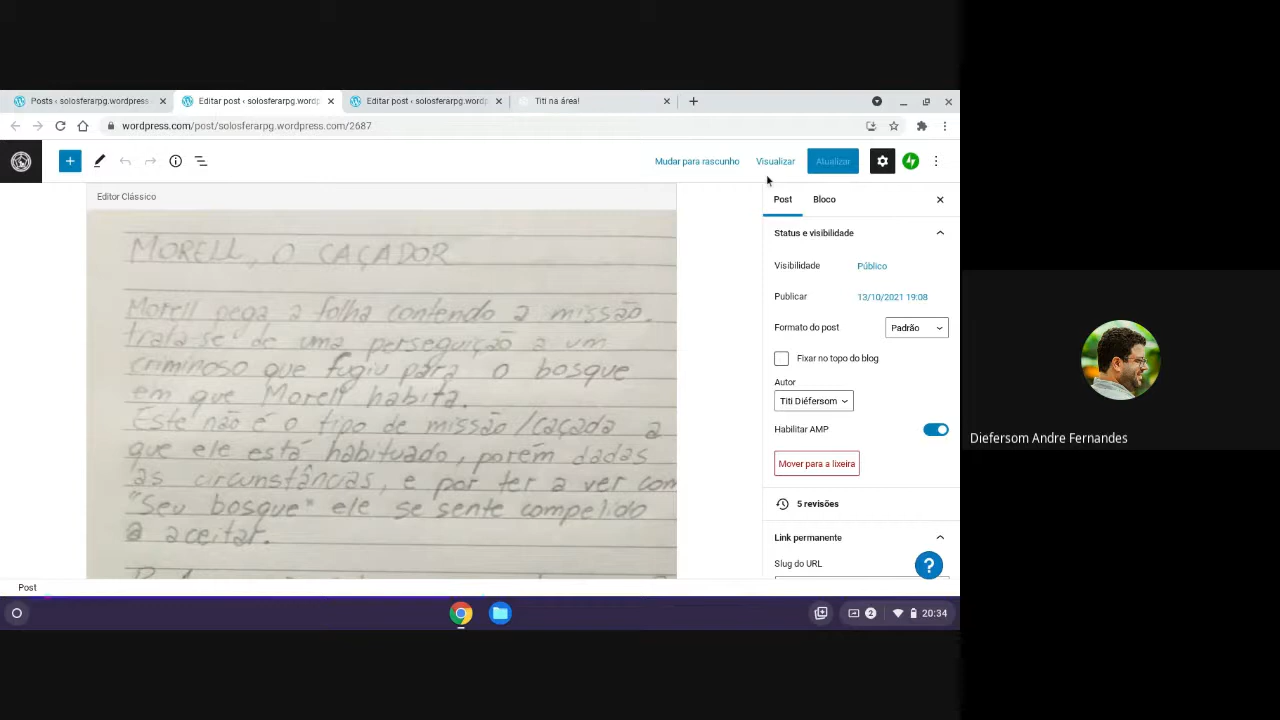 Posts ‹ solosferarpg.wordpress
Editar post ‹ solosferarpg.wordpr
Editar post ‹ solosferarpg.wordpr
Titi na área!
wordpress.com/post/solosferarpg.wordpress.com/2687
Mudar para rascunho
Visualizar
Atualizar
Editor Clássico
MORELL, O CAÇADOR
Morell pega a folha contendo a missão.
trata-se de uma perseguição a um
criminoso que fugiu para o bosque
em que Morell habita.
Este não é o tipo de missão/caçada a
que ele está habituado, porém dadas
às circunstâncias, e por ter a ver com
"Seu bosque" ele se sente compelido
a aceitar.
Post
Bloco
Status e visibilidade
Visibilidade
Público
Publicar
13/10/2021 19:08
Formato do post
Padrão
Fixar no topo do blog
Autor
Titi Diéfersom
Habilitar AMP
Mover para a lixeira
5 revisões
Link permanente
Slug do URL
?
Post
2
20:34
Diefersom Andre Fernandes